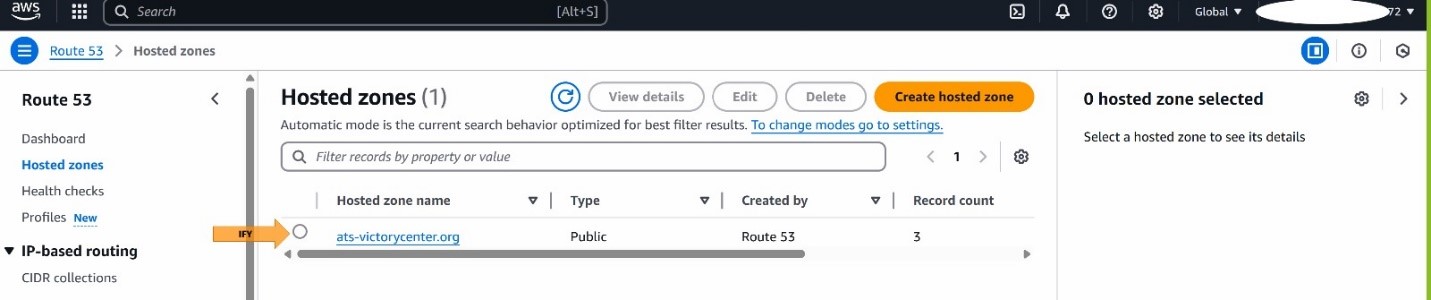 aws
Search [Alt+S]
Global ▼
72 ▼
Route 53 > Hosted zones
Route 53
Dashboard
Hosted zones
Health checks
Profiles New
▼ IP-based routing
CIDR collections
Hosted zones (1)
View details
Edit
Delete
Create hosted zone
Automatic mode is the current search behavior optimized for best filter results. To change modes go to settings.
Filter records by property or value
1
Hosted zone name Type Created by Record count
IFY
ats-victorycenter.org Public Route 53 3
0 hosted zone selected
Select a hosted zone to see its details